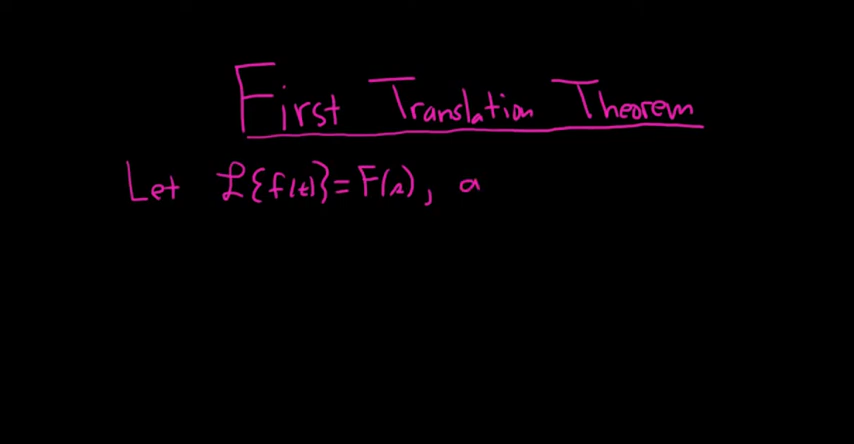 First Translation Theorem
Let ℒ{f(t)}=F(s), a